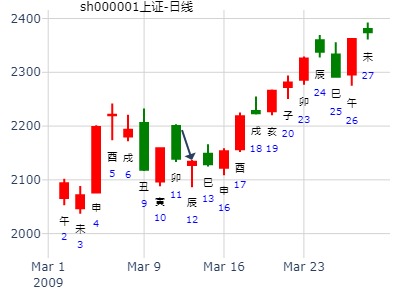 sh000001上证-日线
2400
2300
2200
2100
2000
午 2
未 3
申 4
酉 5
戌 6
丑 9
寅 10
卯 11
辰 12
巳 13
申 16
酉 17
戌 18
亥 19
子 20
卯 23
辰 24
巳 25
午 26
未 27
Mar 1 Mar 9 Mar 16 Mar 23
2009